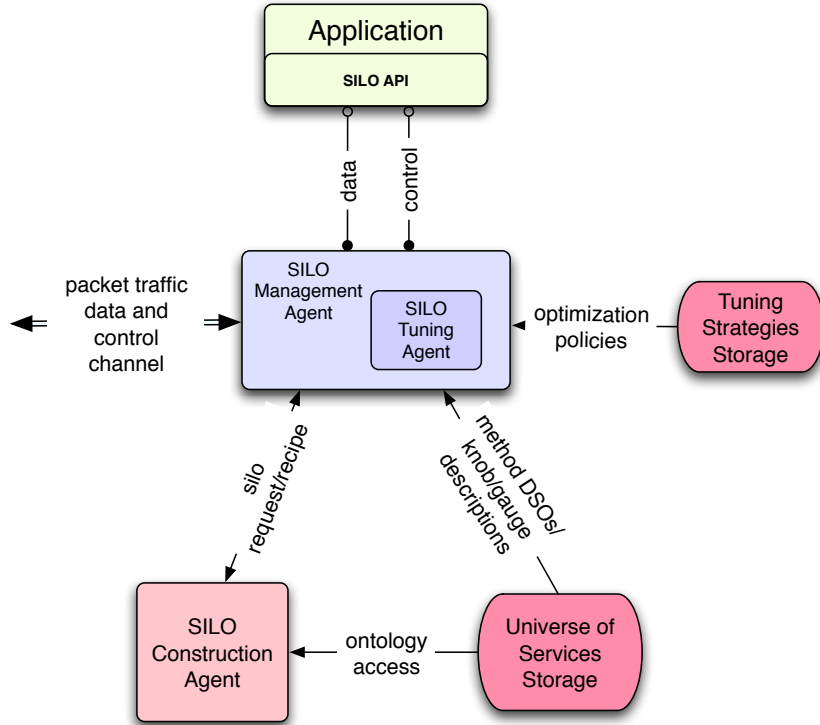 Application
SILO API
data
control
SILO
Management
Agent
SILO
Tuning
Agent
packet traffic
data and
control
channel
optimization
policies
Tuning
Strategies
Storage
silo
request/recipe
method DSOs/
knob/gauge
descriptions
SILO
Construction
Agent
ontology
access
Universe of
Services
Storage